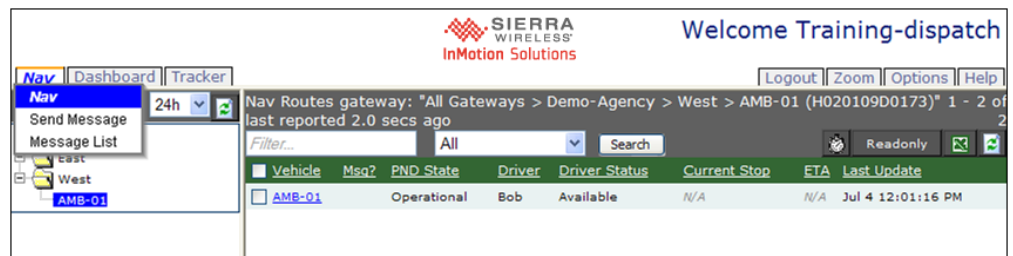 SIERRA
WIRELESS
InMotion Solutions
Welcome Training-dispatch
Nav Dashboard Tracker
Logout Zoom Options Help
Nav
Send Message
Message List
24h
Nav Routes gateway: "All Gateways > Demo-Agency > West > AMB-01 (H020109D0173)" 1 - 2 of
last reported 2.0 secs ago 2
Filter... All Search Readonly
East
West
AMB-01
Vehicle Msg? PND State Driver Driver Status Current Stop ETA Last Update
AMB-01 Operational Bob Available N/A N/A Jul 4 12:01:16 PM